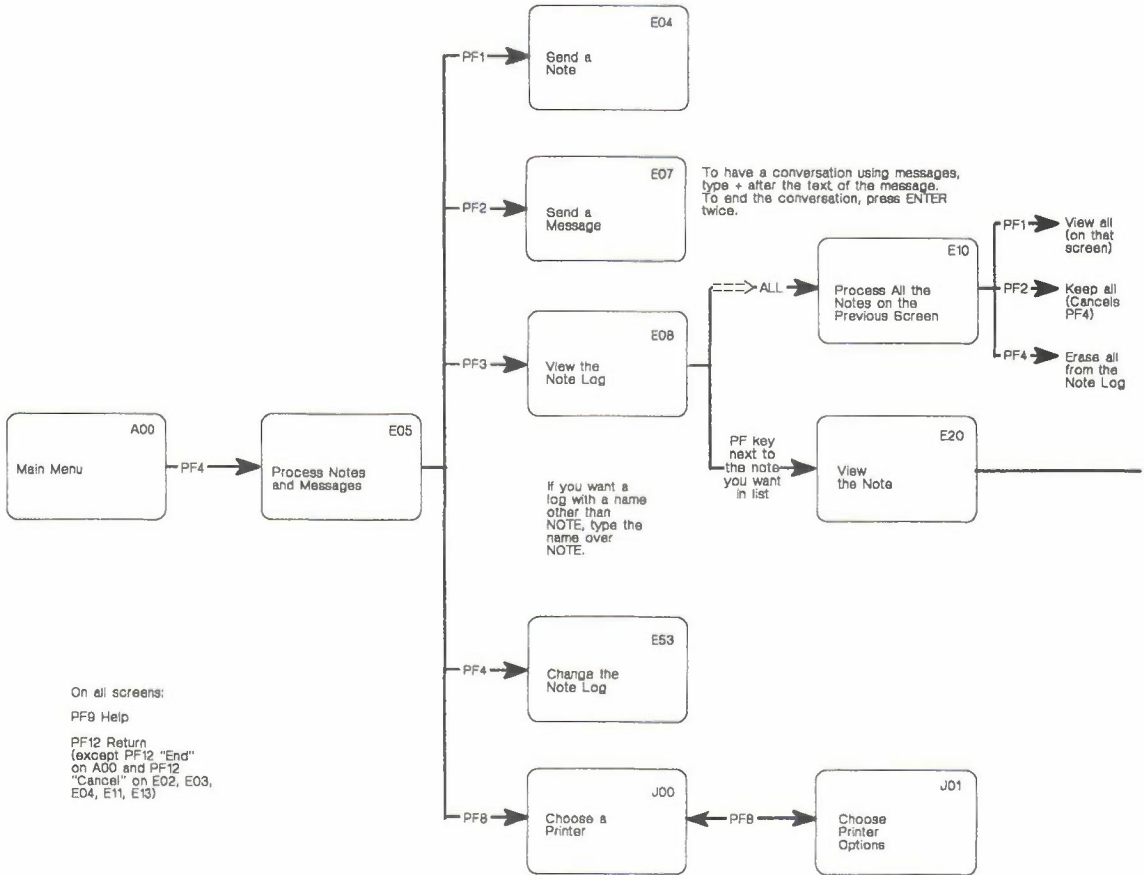 E04
PF1
Send a
Note
E07
PF2
Send a
Message
To have a conversation using messages,
type + after the text of the message.
To end the conversation, press ENTER
twice.
E10
ALL
Process All the
Notes on the
Previous Screen
PF1
View all
(on that
screen)
PF2
Keep all
(Cancels
PF4)
PF4
Erase all
from the
Note Log
E08
PF3
View the
Note Log
A00
Main Menu
PF4
E05
Process Notes
and Messages
PF key
next to
the note
you want
in list
E20
View
the Note
If you want a
log with a name
other than
NOTE, type the
name over
NOTE.
E53
PF4
Change the
Note Log
On all screens:
PF9 Help
PF12 Return
(except PF12 "End"
on A00 and PF12
"Cancel" on E02, E03,
E04, E11, E13)
J00
PF8
Choose a
Printer
PF8
J01
Choose
Printer
Options